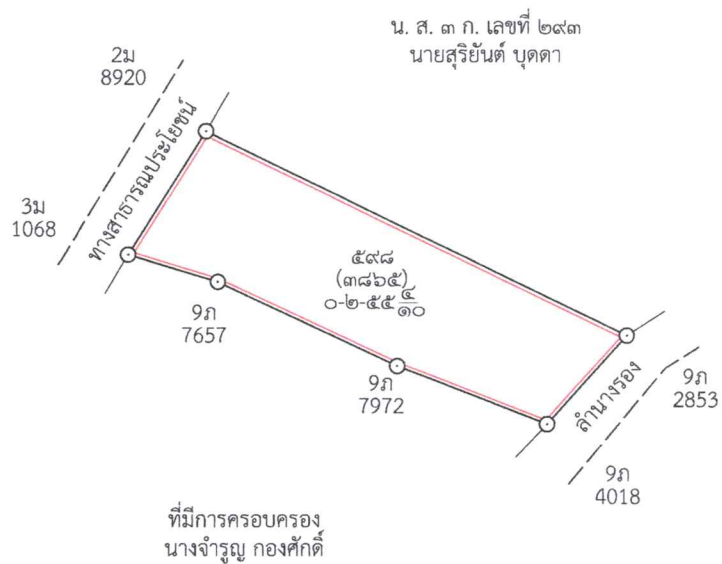 น. ส. ๓ ก. เลขที่ ๒๙๓
นายสุริยันต์ บุดดา
2ม
8920
ทางสาธารณประโยชน์
3ม
1068
๕๙๘
(๓๘๖๕)
๐-๒-๕๕ ๔/๑๐
9ภ
7657
9ภ
7972
ลำนางรอง
9ภ
2853
9ภ
4018
ที่มีการครอบครอง
นางจำรูญ กองศักดิ์